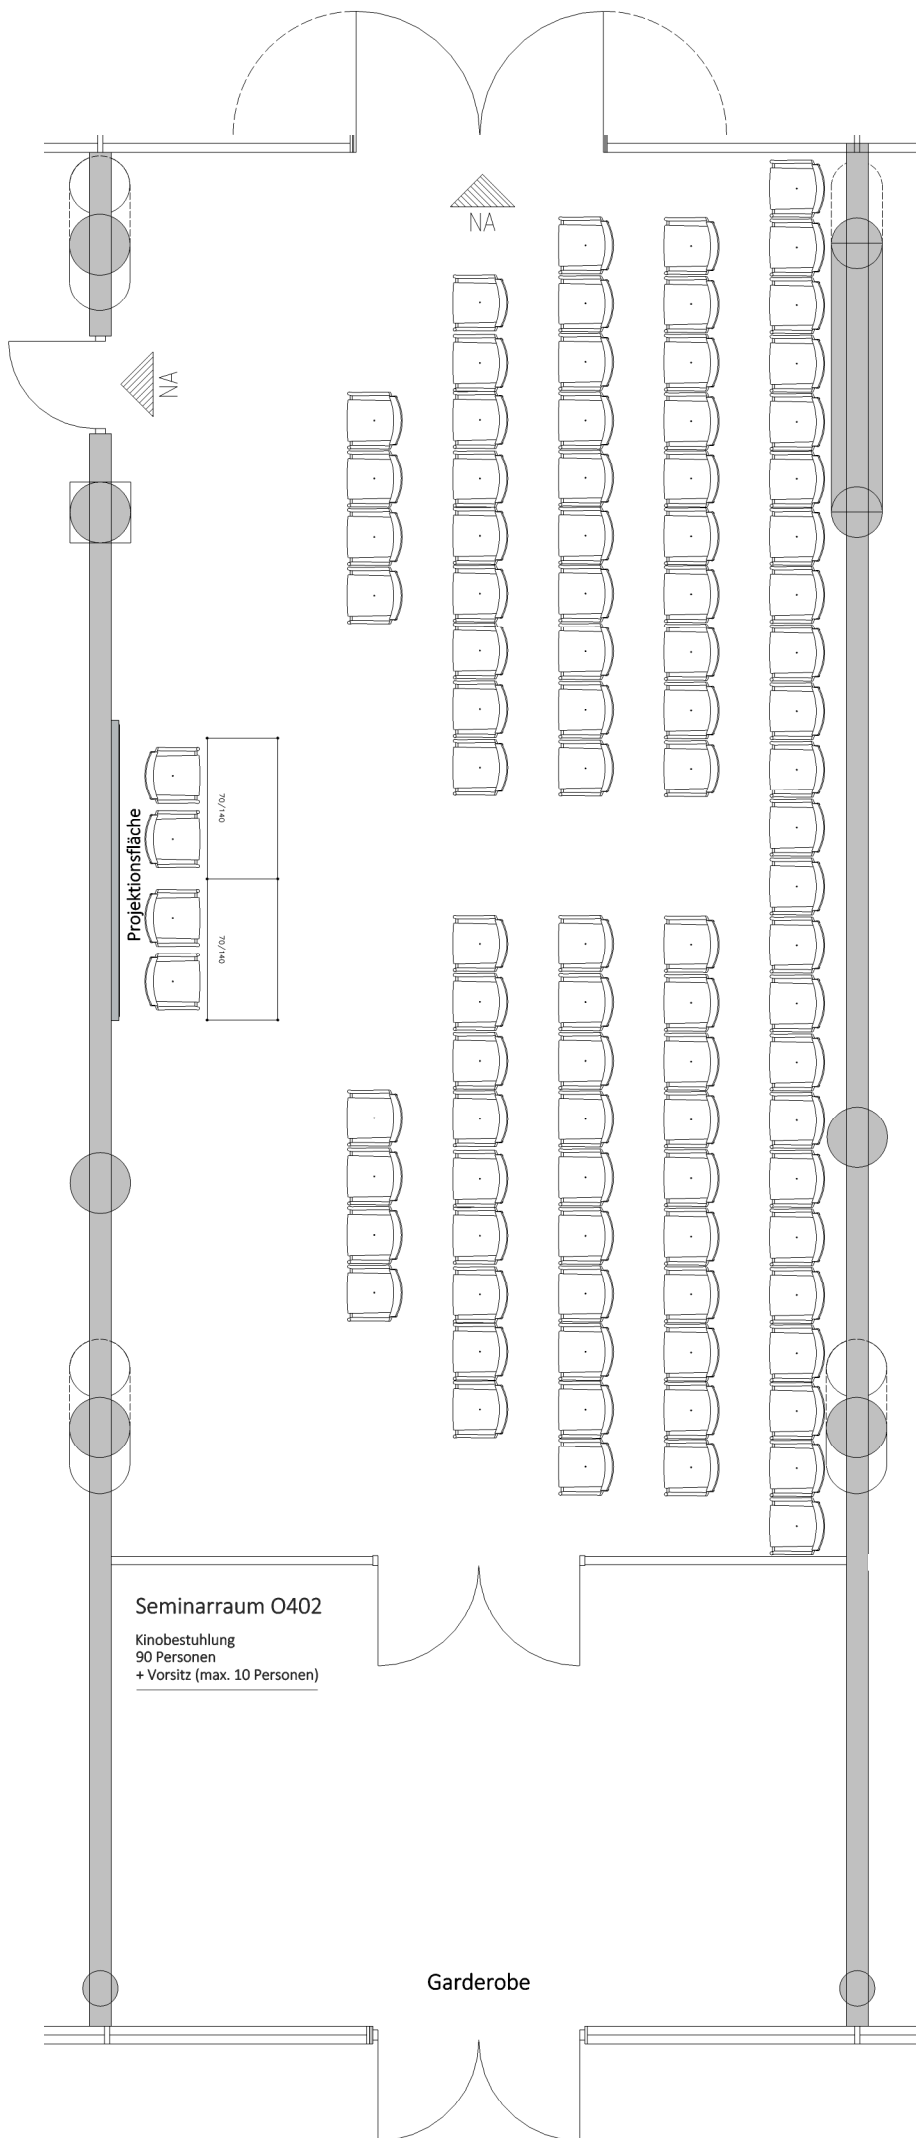 NA
NA
Projektionsfläche
70/140
70/140
Seminarraum O402
Kinobestuhlung
90 Personen
+ Vorsitz (max. 10 Personen)
Garderobe